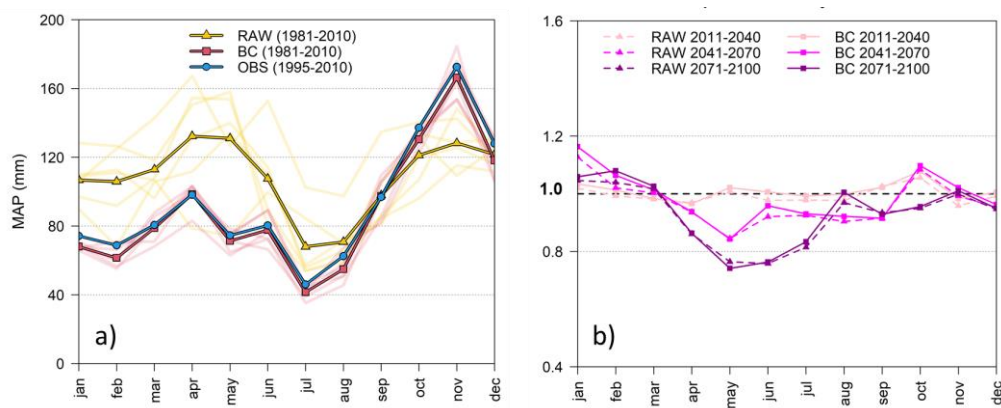 MAP (mm)
200
160
120
80
40
0
RAW (1981-2010)
BC (1981-2010)
OBS (1995-2010)
a)
jan
feb
mar
apr
may
jun
jul
aug
sep
oct
nov
dec
1.6
1.2
1.0
0.8
0.4
RAW 2011-2040
RAW 2041-2070
RAW 2071-2100
BC 2011-2040
BC 2041-2070
BC 2071-2100
b)
jan
feb
mar
apr
may
jun
jul
aug
sep
oct
nov
dec